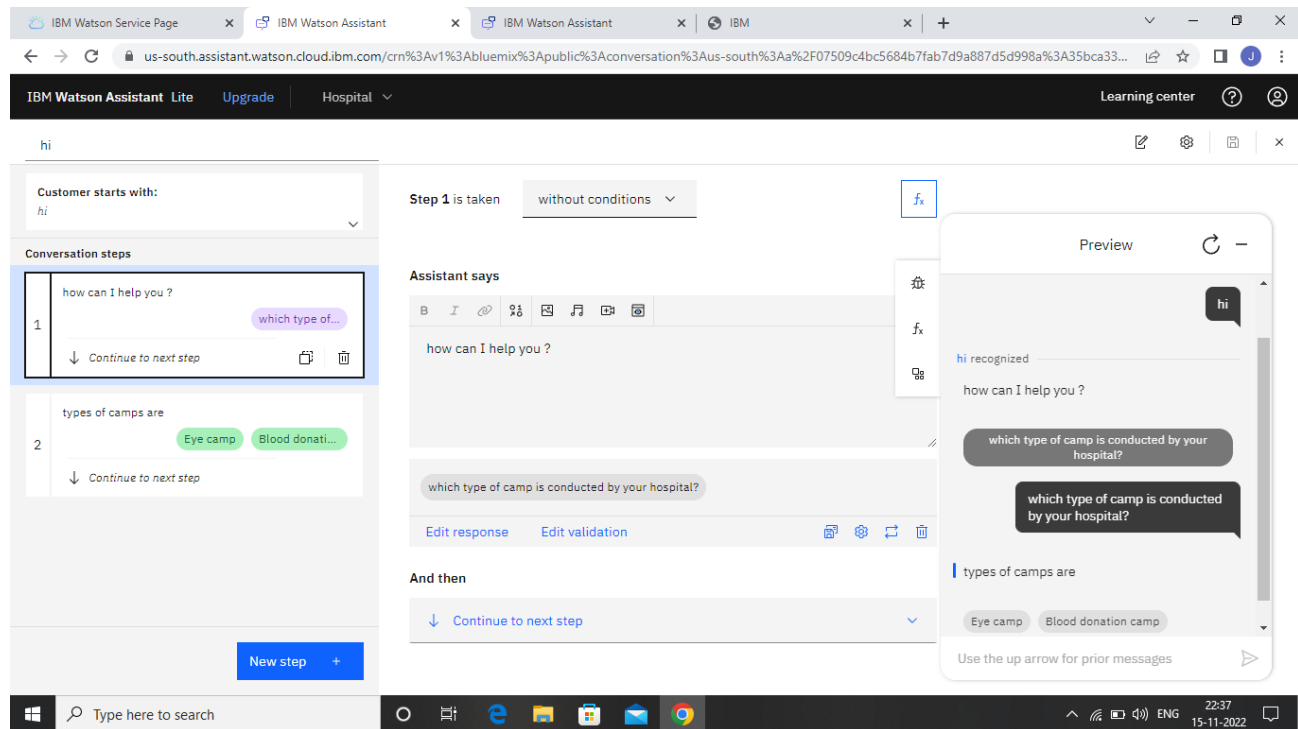 IBM Watson Service Page
IBM Watson Assistant
IBM Watson Assistant
IBM
us-south.assistant.watson.cloud.ibm.com/crn%3Av1%3Abluemix%3Apublic%3Aconversation%3Aus-south%3Aa%2F07509c4bc5684b7fab7d9a887d5d998a%3A35bca33...
J
IBM Watson Assistant Lite
Upgrade
Hospital
Learning center
hi
Customer starts with:
hi
Conversation steps
1
how can I help you ?
which type of...
Continue to next step
2
types of camps are
Eye camp
Blood donati...
Continue to next step
New step +
Step 1 is taken
without conditions
fx
Assistant says
B I
fx
how can I help you ?
which type of camp is conducted by your hospital?
Edit response
Edit validation
And then
Continue to next step
Preview
hi
hi recognized
how can I help you ?
which type of camp is conducted by your
hospital?
which type of camp is conducted
by your hospital?
types of camps are
Eye camp
Blood donation camp
Use the up arrow for prior messages
Type here to search
ENG
22:37
15-11-2022